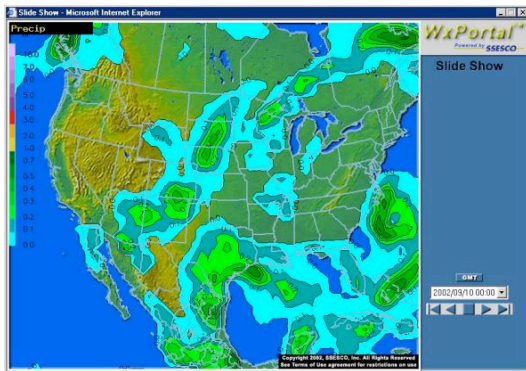 Slide Show - Microsoft Internet Explorer
Precip
WxPortal™
Powered by SSESCO
Slide Show
10.0
7.0
6.0
5.0
4.0
3.0
2.0
1.0
0.7
0.5
0.4
0.3
0.2
0.1
0.0
GMT
2002/09/10 00:00
Copyright 2002, SSESCO, Inc. All Rights Reserved
See Terms of Use agreement for restrictions on use